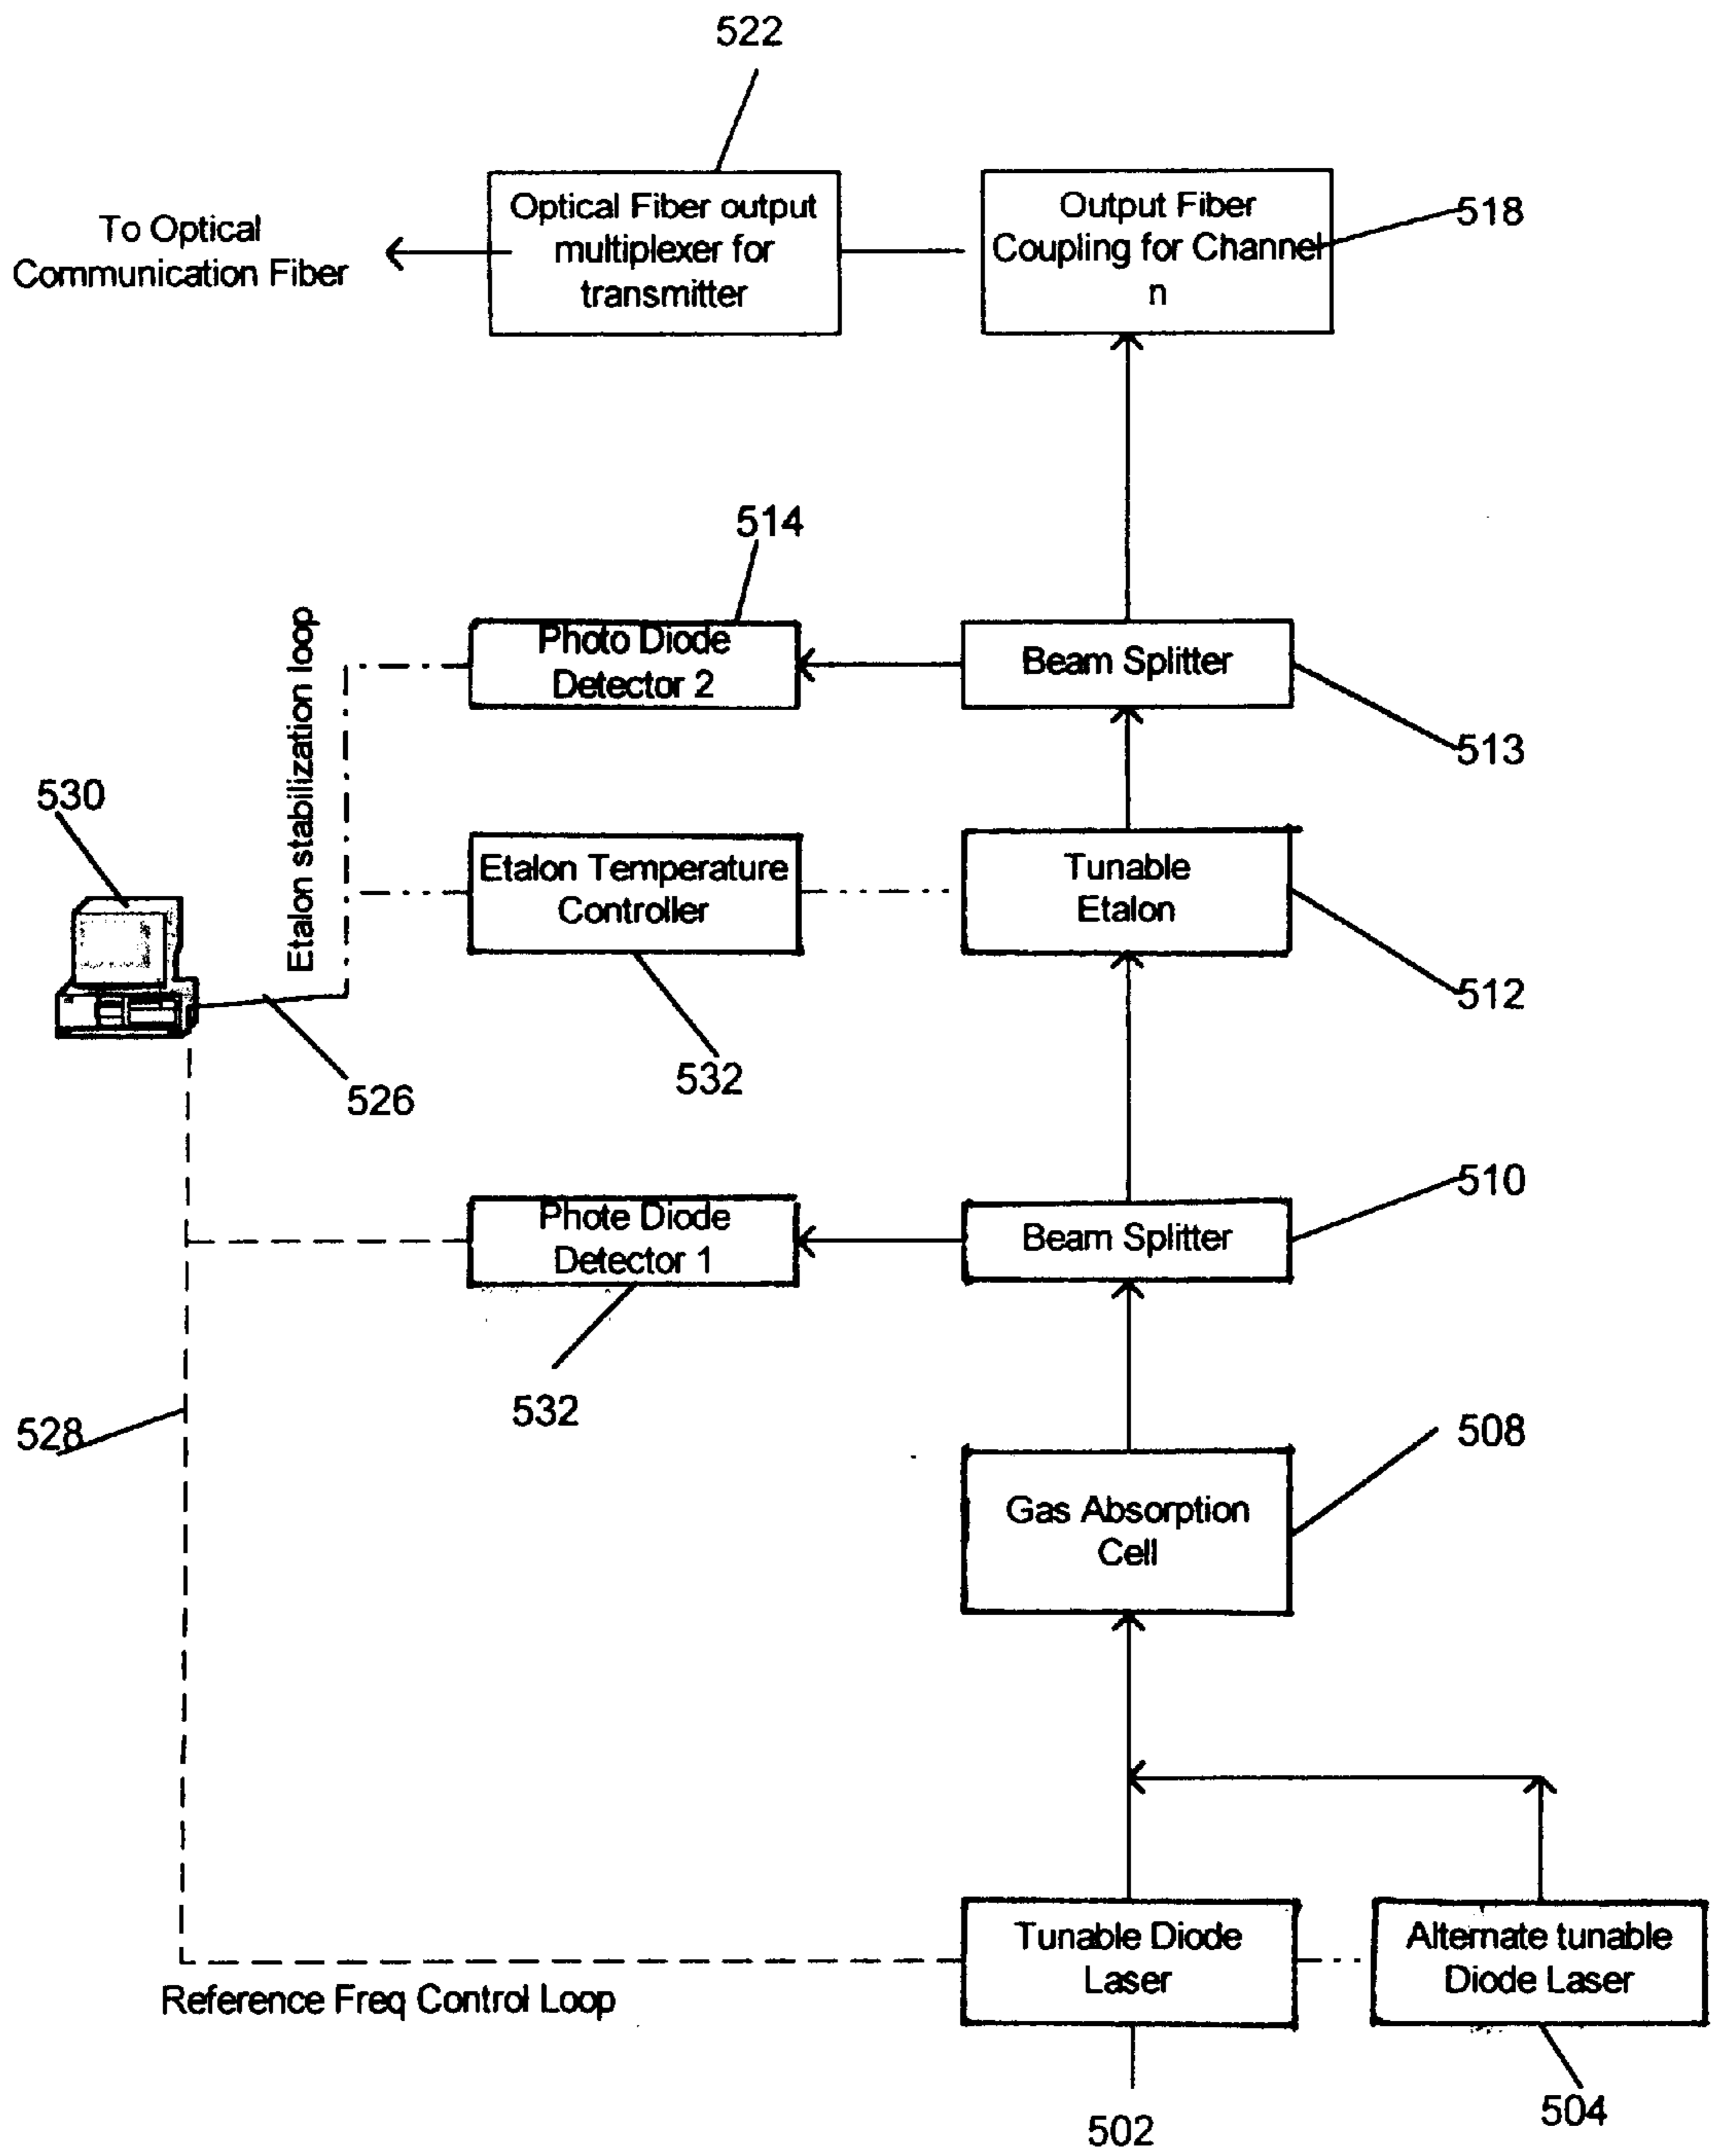 522
Optical Fiber output
multiplexer for
transmitter
Output Fiber
Coupling for Channel
n
518
To Optical
Communication Fiber
514
Photo Diode
Detector 2
Beam Splitter
513
Etalon stabilization loop
530
Etalon Temperature
Controller
Tunable
Etalon
512
532
526
510
Phote Diode
Detector 1
Beam Splitter
532
528
508
Gas Absorption
Cell
Tunable Diode
Laser
Alternate tunable
Diode Laser
Reference Freq Control Loop
502
504